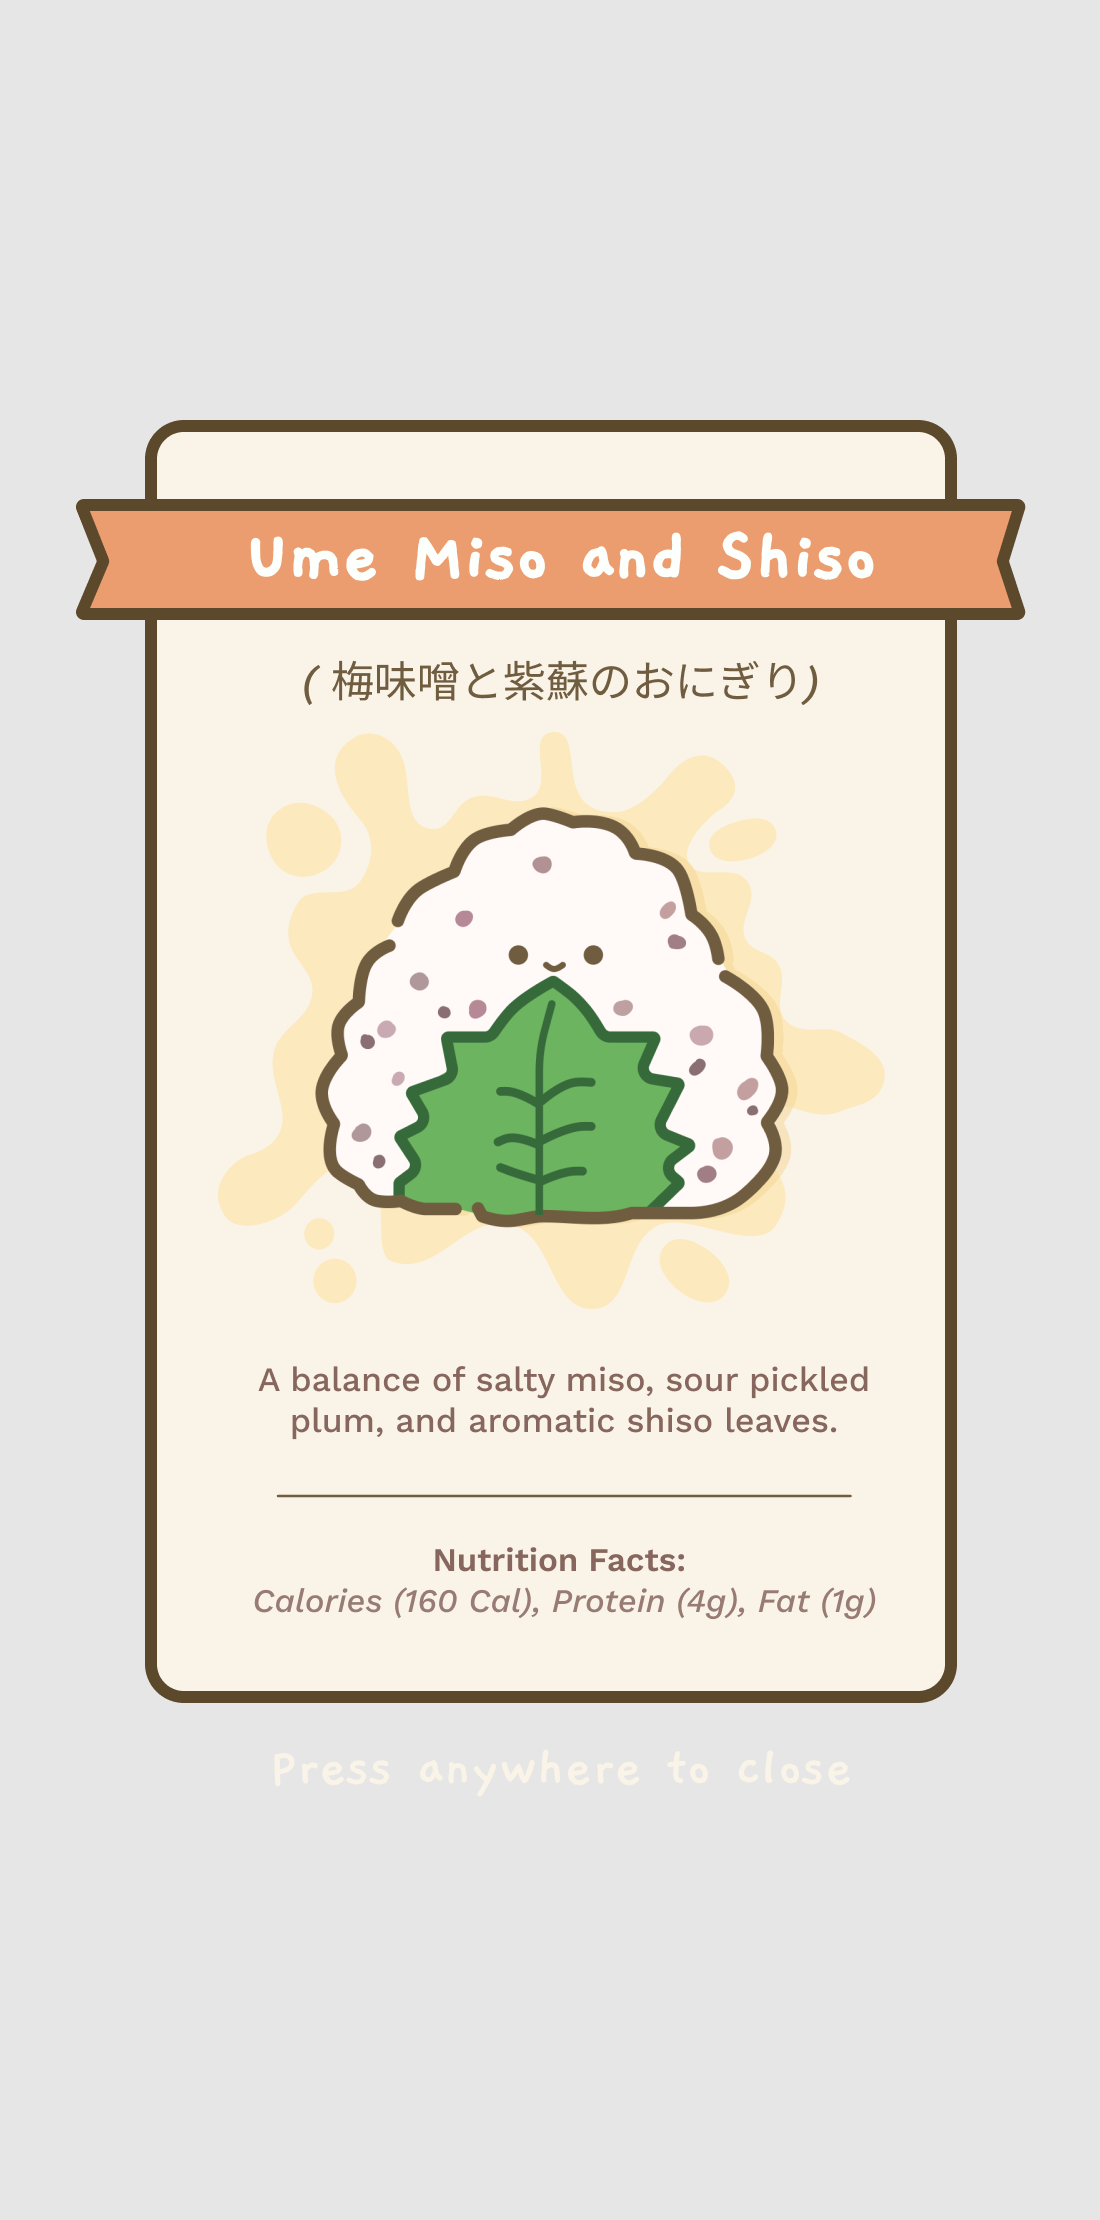 Ume Miso and Shiso
( 梅味噌と紫蘇のおにぎり)
A balance of salty miso, sour pickled
plum, and aromatic shiso leaves.
Nutrition Facts:
Calories (160 Cal), Protein (4g), Fat (1g)
Press anywhere to close